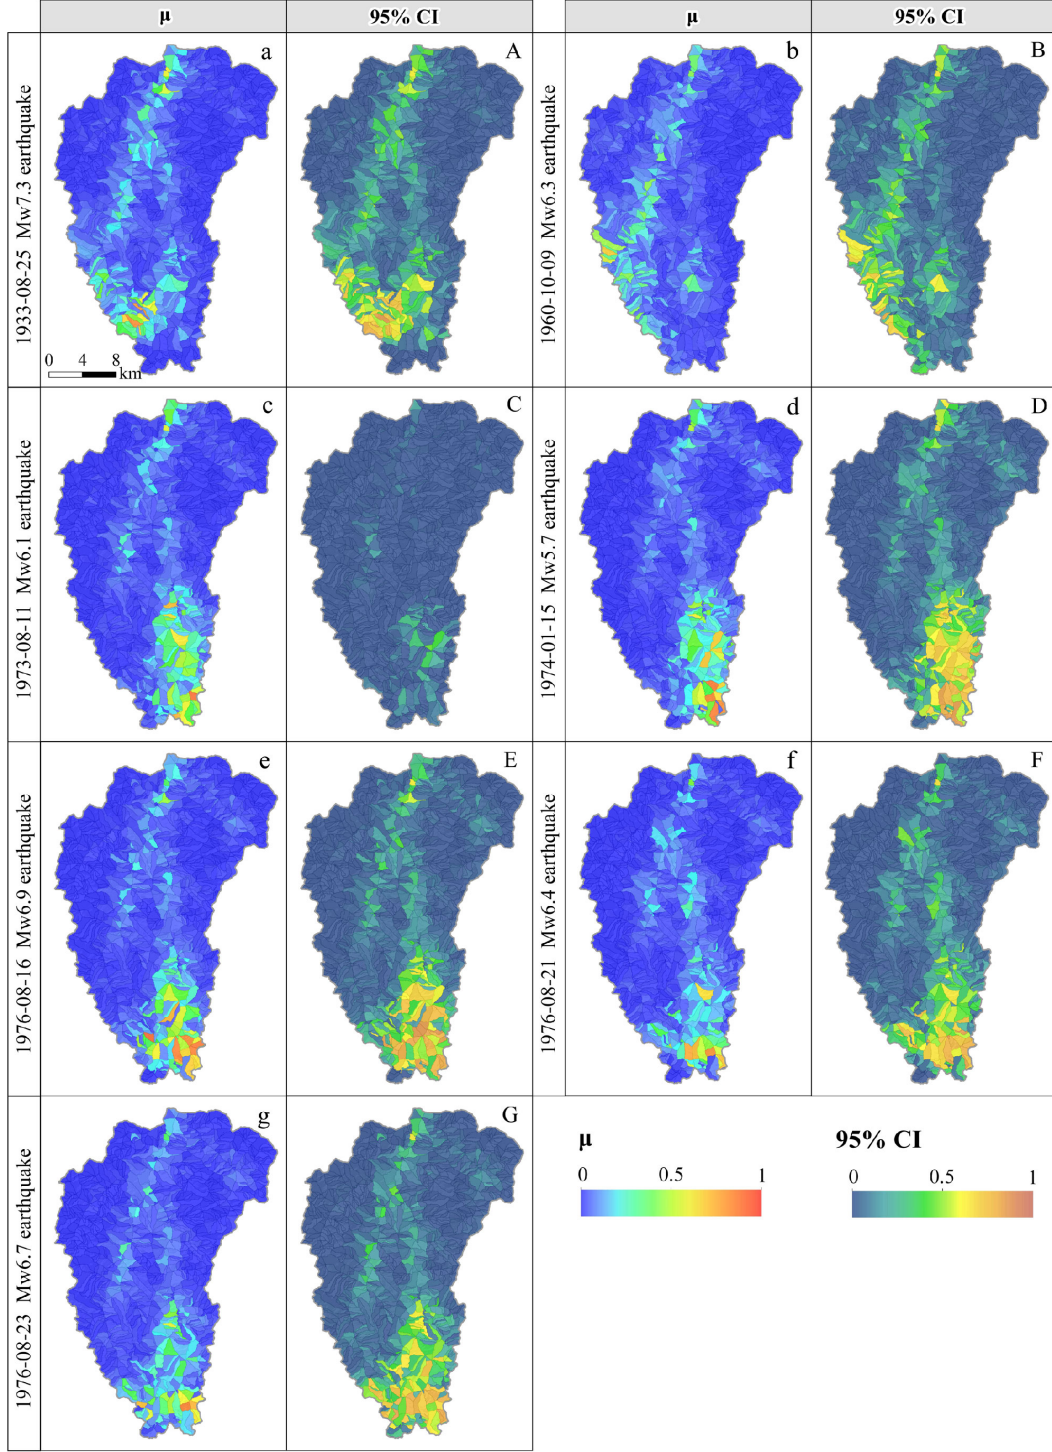 μ 95% CI μ 95% CI
1933-08-25 Mw7.3 earthquake
a
A
0 4 8
km
1960-10-09 Mw6.3 earthquake
b
B
1973-08-11 Mw6.1 earthquake
c
C
1974-01-15 Mw5.7 earthquake
d
D
1976-08-16 Mw6.9 earthquake
e
E
1976-08-21 Mw6.4 earthquake
f
F
1976-08-23 Mw6.7 earthquake
g
G
μ
0 0.5 1
95% CI
0 0.5 1